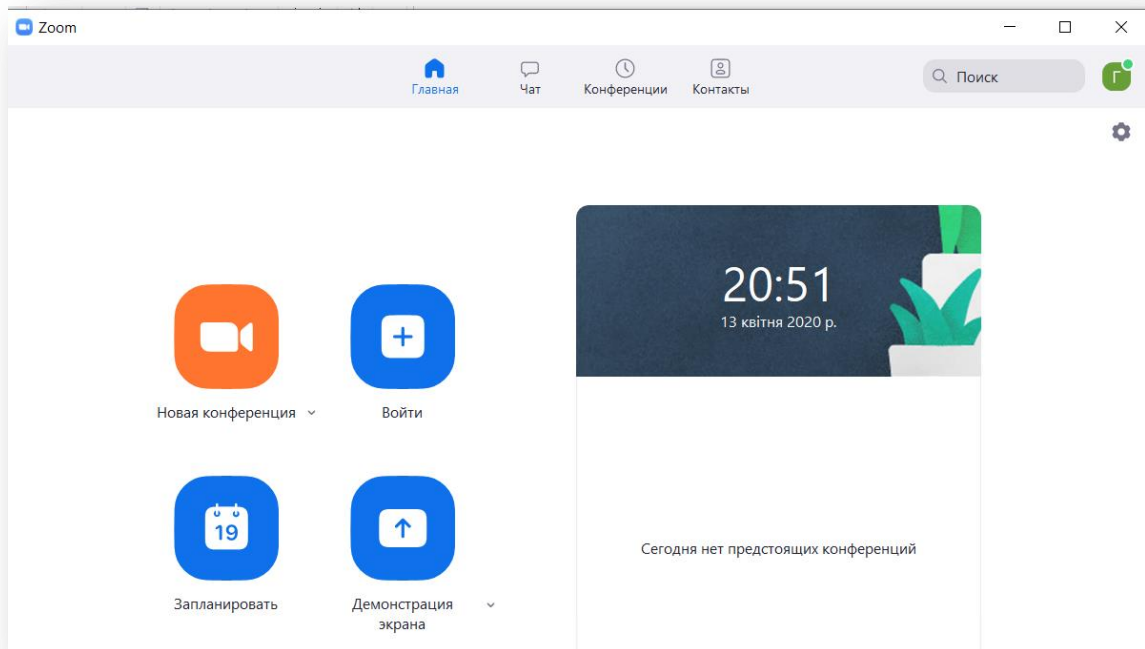 Zoom
Главная
Чат
Конференции
Контакты
Поиск
Г
20:51
13 квітня 2020 р.
Новая конференция
Войти
19
Запланировать
Демонстрация
экрана
Сегодня нет предстоящих конференций